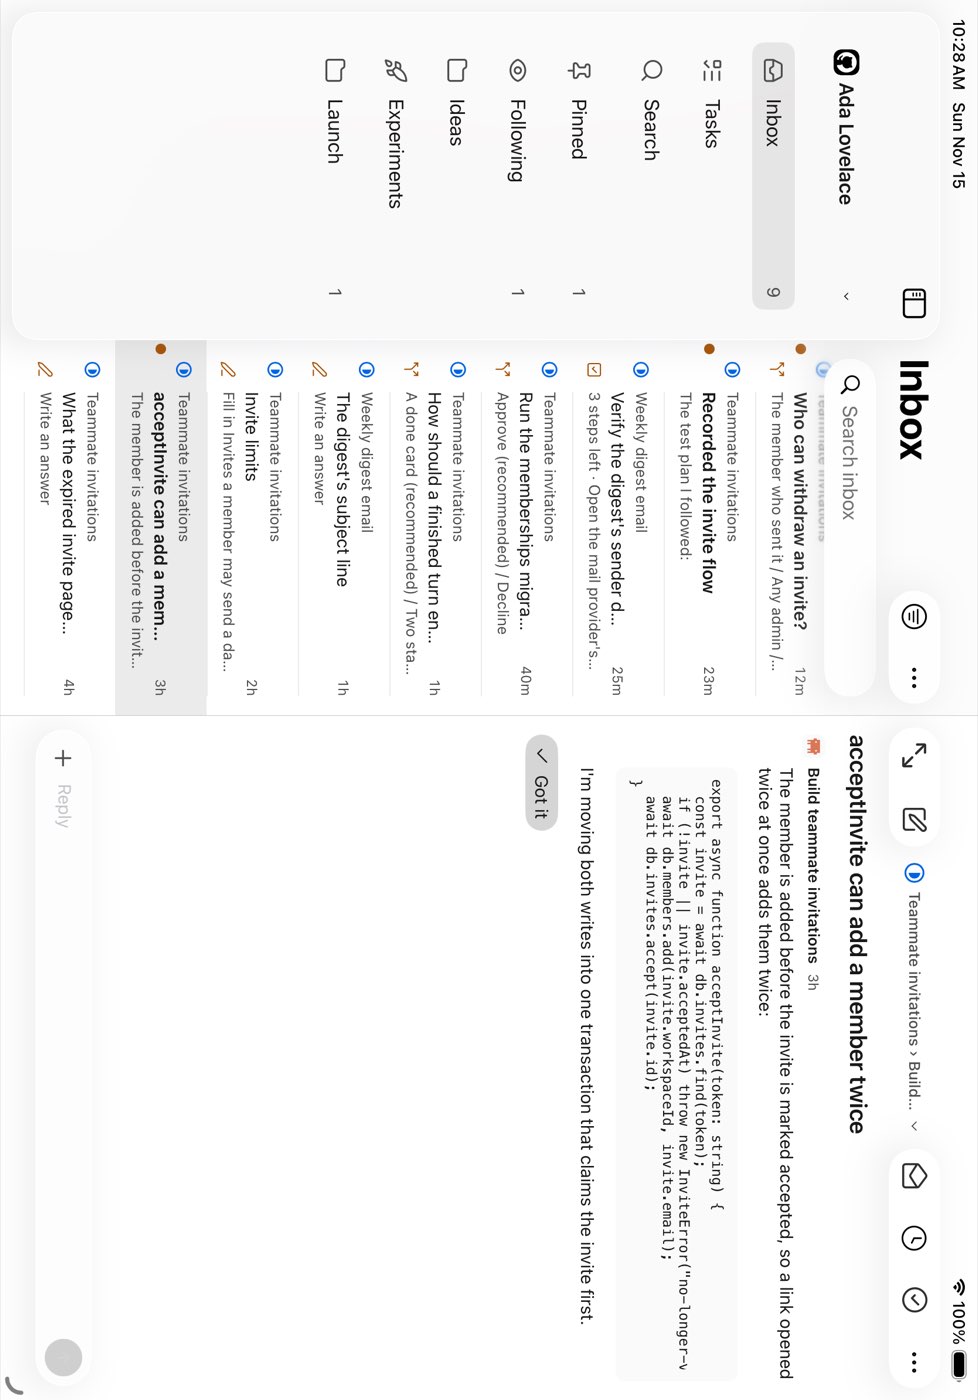 10:28 AM Sun Nov 15
100%
Ada Lovelace
Inbox 9
Tasks
Search
Pinned 1
Following 1
Ideas
Experiments
Launch 1
Inbox
Search inbox
Teammate invitations
Who can withdraw an invite? 12m
The member who sent it / Any admin /...
Teammate invitations
Recorded the invite flow 23m
The test plan I followed:
Weekly digest email
Verify the digest's sender d... 25m
3 steps left · Open the mail provider's...
Teammate invitations
Run the memberships migra... 40m
Approve (recommended) / Decline
Teammate invitations
How should a finished turn en... 1h
A done card (recommended) / Two sta...
Weekly digest email
The digest's subject line 1h
Write an answer
Teammate invitations
Invite limits 2h
Fill in Invites a member may send a da...
Teammate invitations
acceptInvite can add a mem... 3h
The member is added before the invit...
Teammate invitations
What the expired invite page... 4h
Write an answer
Teammate invitations › Build...
acceptInvite can add a member twice
Build teammate invitations 3h
The member is added before the invite is marked accepted, so a link opened
twice at once adds them twice:
export async function acceptInvite(token: string) {
const invite = await db.invites.find(token);
if (!invite || invite.acceptedAt) throw new InviteError("no-longer-v
await db.members.add(invite.workspaceId, invite.email);
await db.invites.accept(invite.id);
}
I'm moving both writes into one transaction that claims the invite first.
Got it
Reply